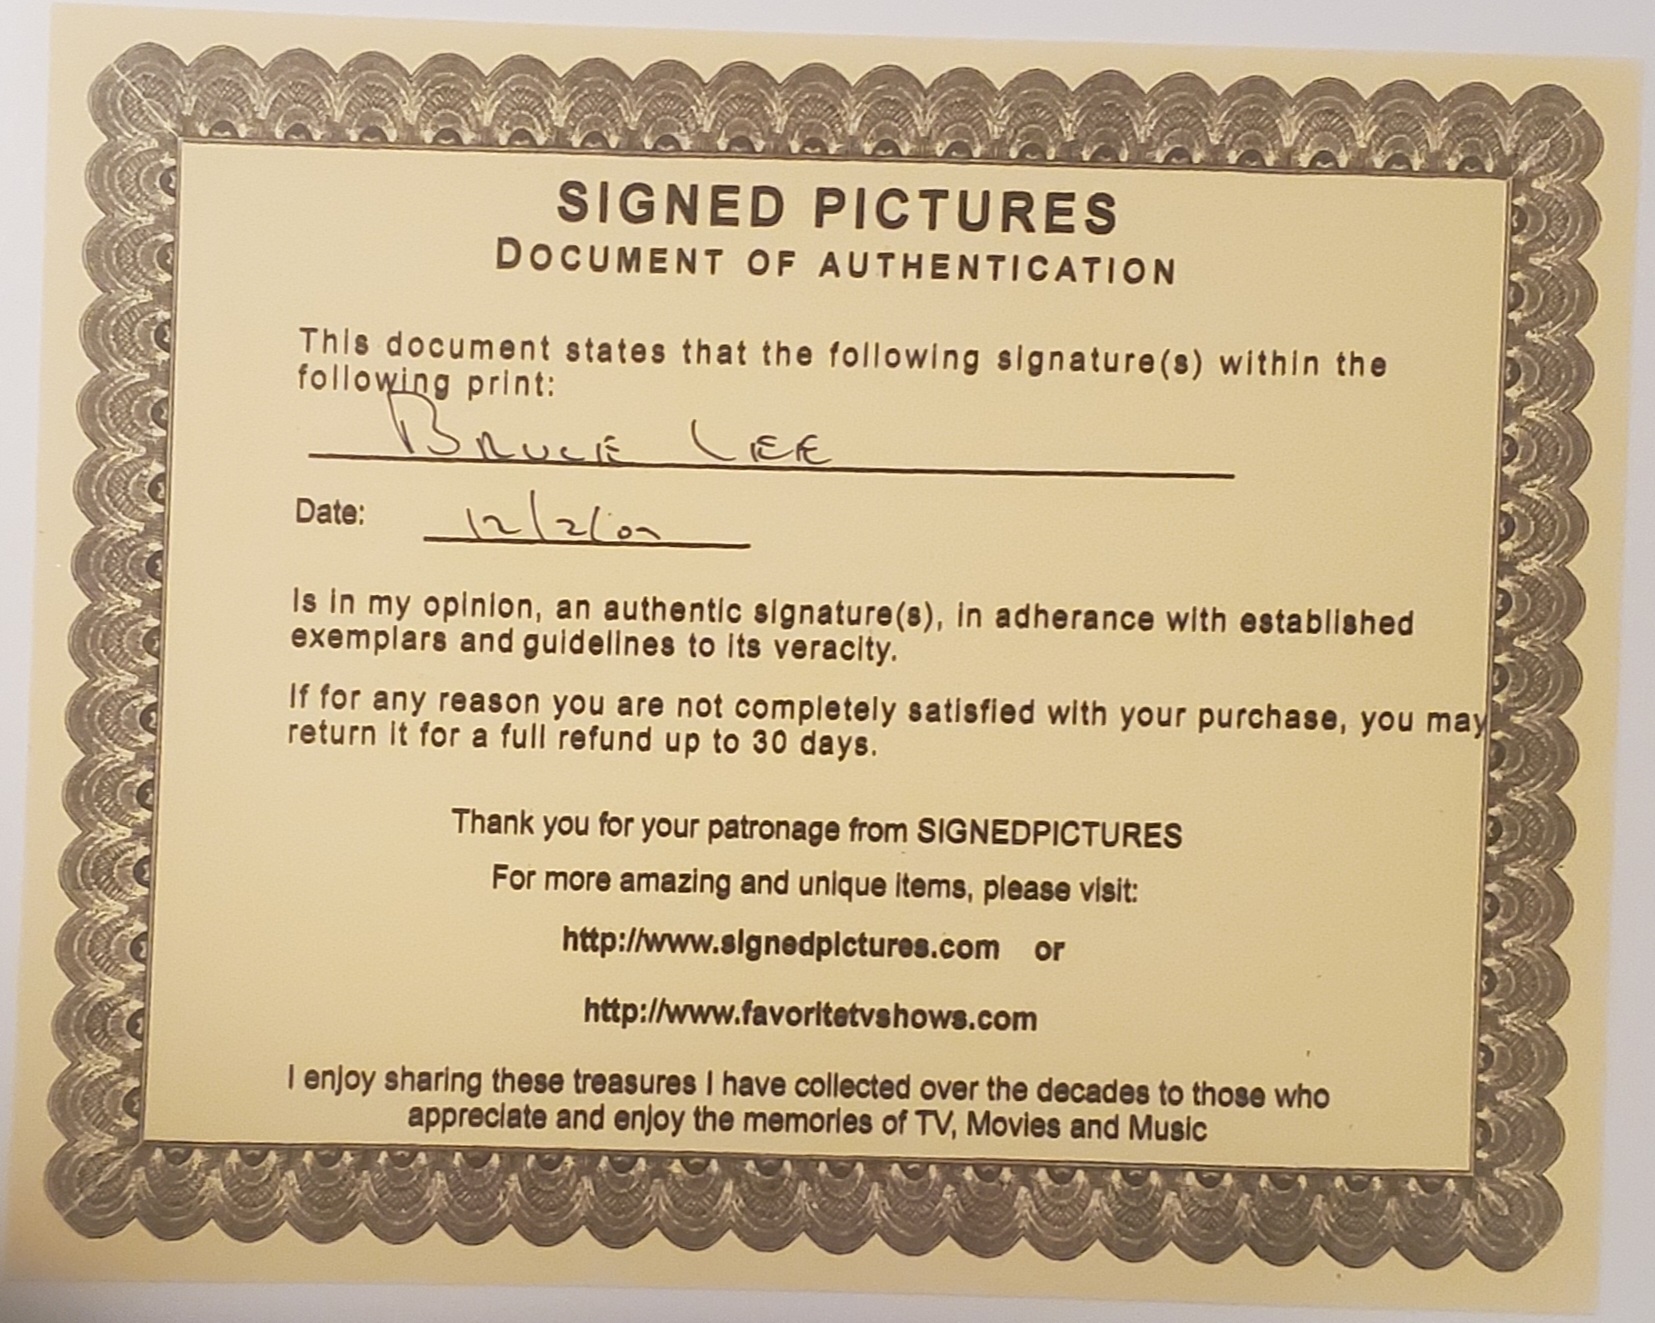 SIGNED PICTURES
DOCUMENT OF AUTHENTICATION
This document states that the following signature(s) within the
following print:
BRUCE LEE
Date: 12/2/07
Is in my opinion, an authentic signature(s), in adherance with established
exemplars and guidelines to its veracity.
If for any reason you are not completely satisfied with your purchase, you may
return it for a full refund up to 30 days.
Thank you for your patronage from SIGNEDPICTURES
For more amazing and unique items, please visit:
http://www.signedpictures.com or
http://www.favoritetvshows.com
I enjoy sharing these treasures I have collected over the decades to those who
appreciate and enjoy the memories of TV, Movies and Music